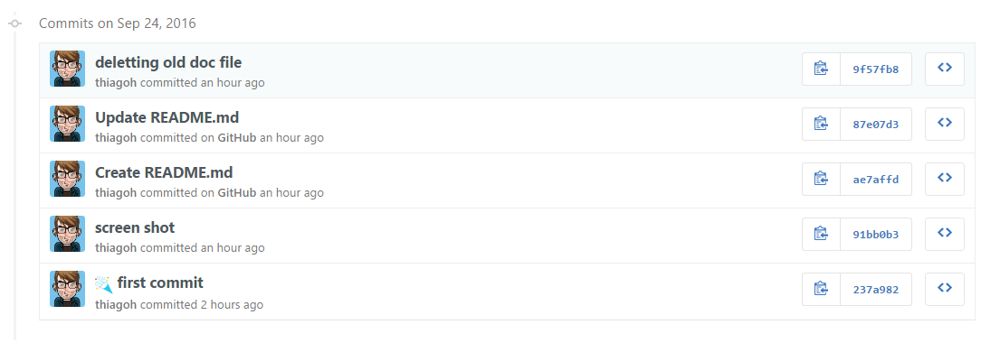 Commits on Sep 24, 2016
deletting old doc file
thiagoh committed an hour ago
9f57fb8
Update README.md
thiagoh committed on GitHub an hour ago
87e07d3
Create README.md
thiagoh committed on GitHub an hour ago
ae7affd
screen shot
thiagoh committed an hour ago
91bb0b3
🎉 first commit
thiagoh committed 2 hours ago
237a982